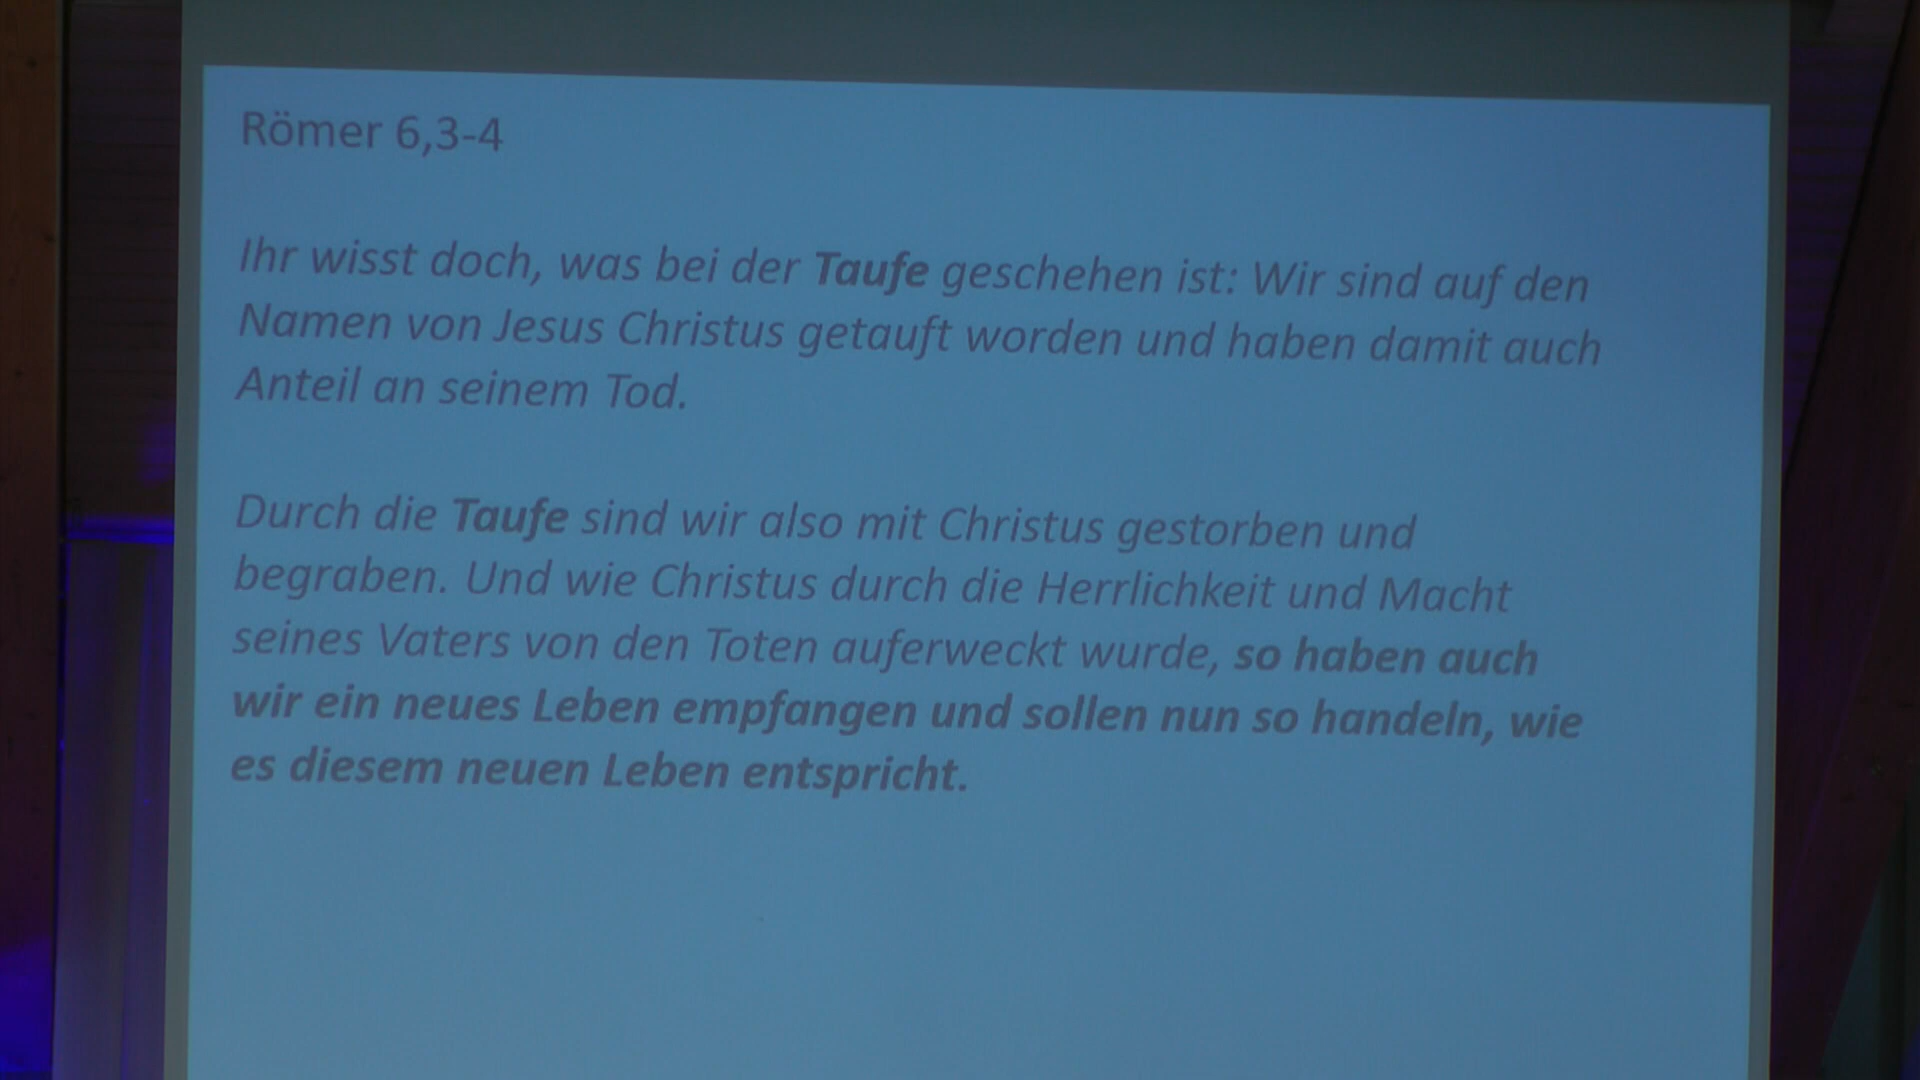 Römer 6,3-4
Ihr wisst doch, was bei der Taufe geschehen ist: Wir sind auf den
Namen von Jesus Christus getauft worden und haben damit auch
Anteil an seinem Tod.
Durch die Taufe sind wir also mit Christus gestorben und
begraben. Und wie Christus durch die Herrlichkeit und Macht
seines Vaters von den Toten auferweckt wurde, so haben auch
wir ein neues Leben empfangen und sollen nun so handeln, wie
es diesem neuen Leben entspricht.